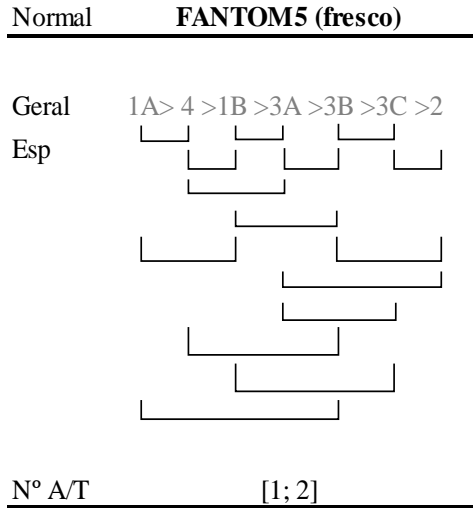 Normal FANTOM5 (fresco)
Geral 1A> 4 >1B >3A >3B >3C >2
Esp
Nº A/T [1; 2]